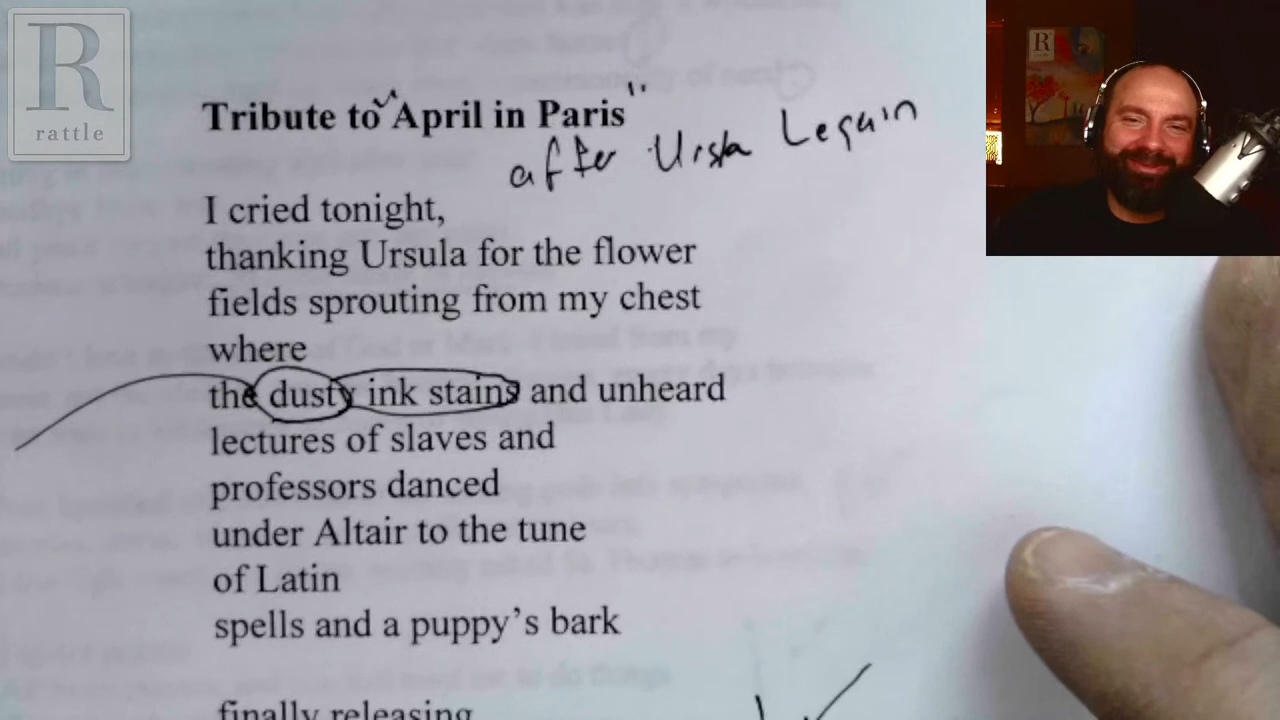 R
rattle
R
Tribute to "April in Paris"
after Ursla Leguin
I cried tonight,
thanking Ursula for the flower
fields sprouting from my chest
where
the dusty ink stains and unheard
lectures of slaves and
professors danced
under Altair to the tune
of Latin
spells and a puppy’s bark
finally releasing